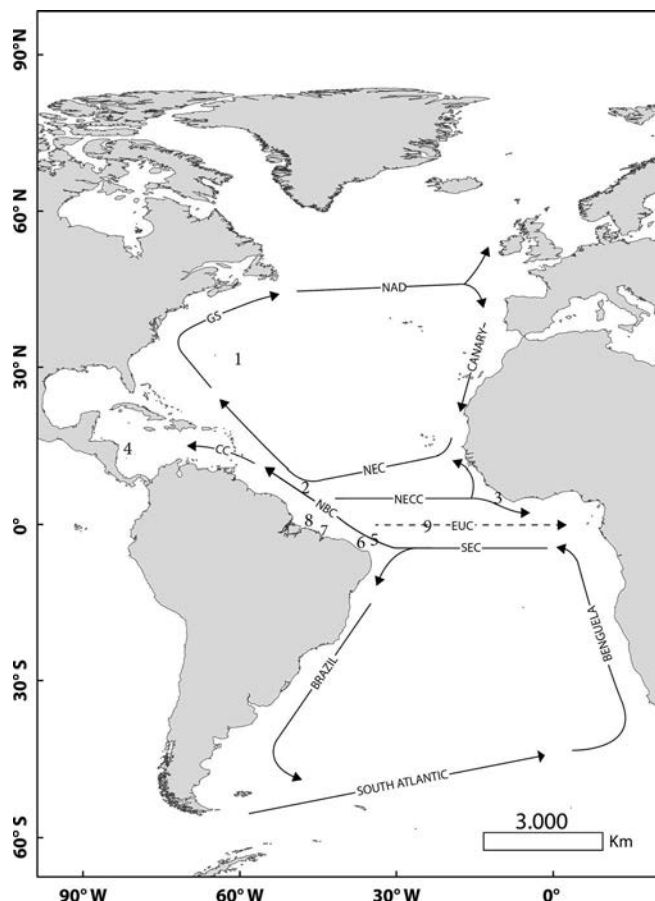 90° N
60° N
NAD
GS
CANARY
1
30° N
4
CC
NEC
2
NBC
NECC
3
8
7
9
EUC
0°
6
5
SEC
BENGUELA
BRAZIL
30° S
SOUTH ATLANTIC
3.000
Km
60° S
90° W
60° W
30° W
0°